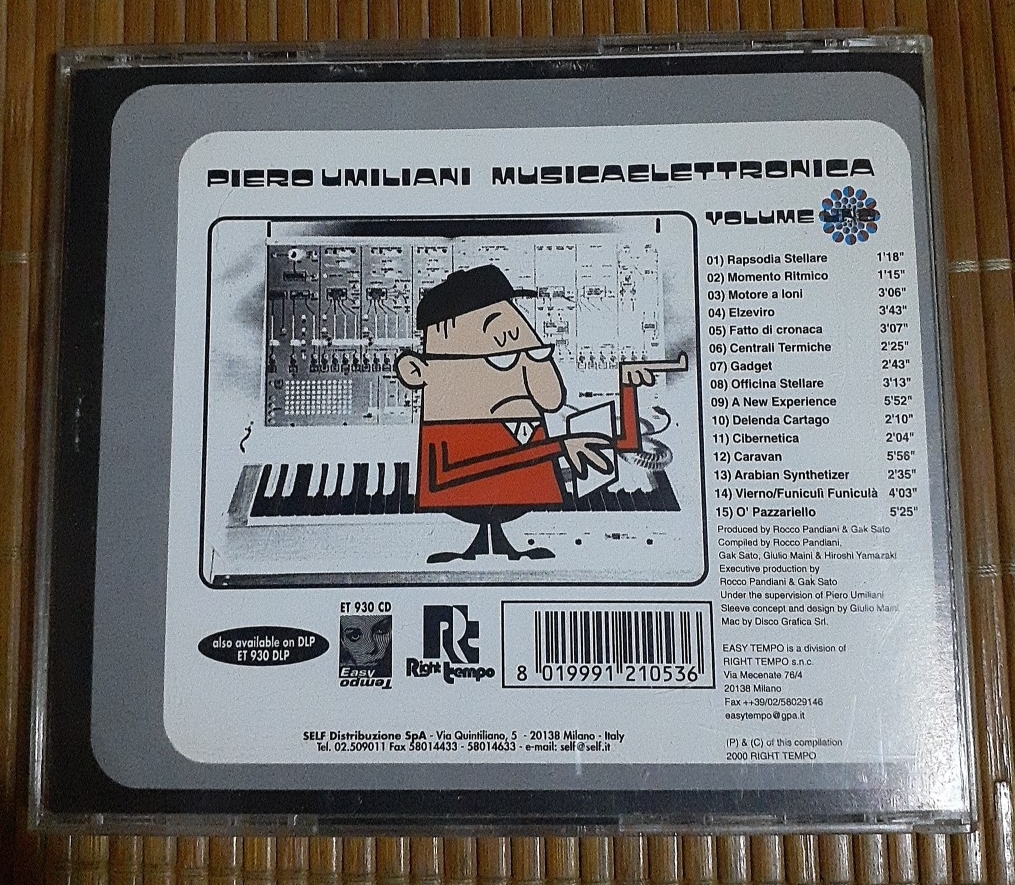 PIERO UMILIANI MUSICAELETTRONICA
VOLUME UNO
01) Rapsodia Stellare 1'18"
02) Momento Ritmico 1'15"
03) Motore a Ioni 3'06"
04) Elzeviro 3'43"
05) Fatto di cronaca 3'07"
06) Centrali Termiche 2'25"
07) Gadget 2'43"
08) Officina Stellare 3'13"
09) A New Experience 5'52"
10) Delenda Cartago 2'10"
11) Cibernetica 2'04"
12) Caravan 5'56"
13) Arabian Synthetizer 2'35"
14) Vierno/Funiculì Funiculà 4'03"
15) O' Pazzariello 5'25"
Produced by Rocco Pandiani & Gak Sato
Compiled by Rocco Pandiani,
Gak Sato, Giulio Maini & Hiroshi Yamazaki
Executive production by
Rocco Pandiani & Gak Sato
Under the supervision of Piero Umiliani
Sleeve concept and design by Giulio Maini
Mac by Disco Grafica Srl.
EASY TEMPO is a division of
RIGHT TEMPO s.n.c.
Via Mecenate 76/4
20138 Milano
Fax ++39/02/58029146
easytempo@gpa.it
(P) & (C) of this compilation
2000 RIGHT TEMPO
also available on DLP
ET 930 DLP
ET 930 CD
Easy
Tempo
Rt
Right tempo
8 019991 210536
SELF Distribuzione SpA - Via Quintiliano, 5 - 20138 Milano - Italy
Tel. 02.509011 Fax 58014433 - 58014633 - e-mail: self@self.it